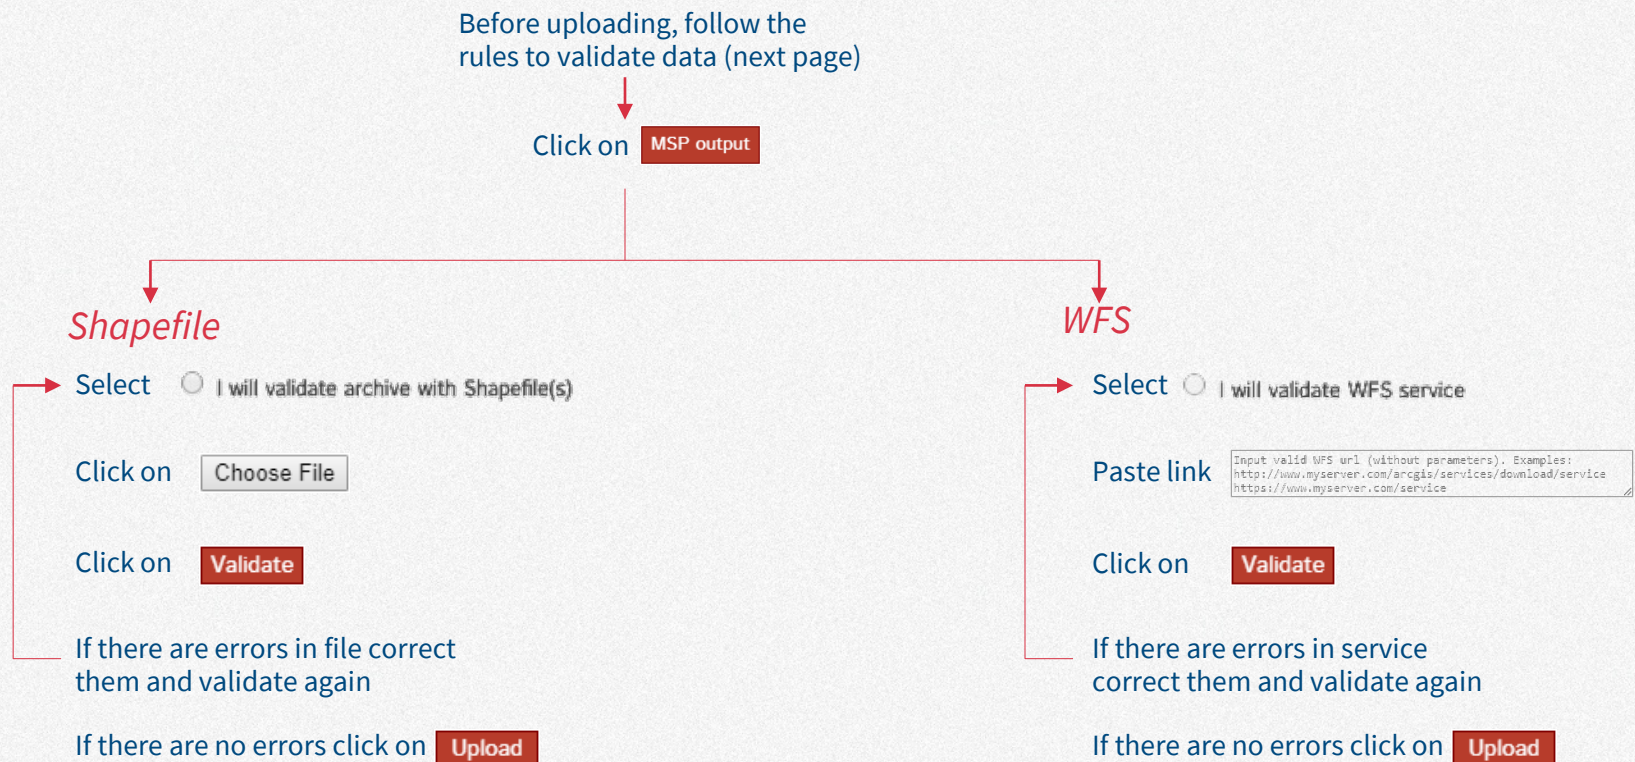 Before uploading, follow the
rules to validate data (next page)
Click on MSP output
Shapefile
Select I will validate archive with Shapefile(s)
Click on Choose File
Click on Validate
If there are errors in file correct
them and validate again
If there are no errors click on Upload
WFS
Select I will validate WFS service
Paste link Input valid WFS url (without parameters). Examples:
http://www.myserver.com/arcgis/services/download/service
https://www.myserver.com/service
Click on Validate
If there are errors in service
correct them and validate again
If there are no errors click on Upload